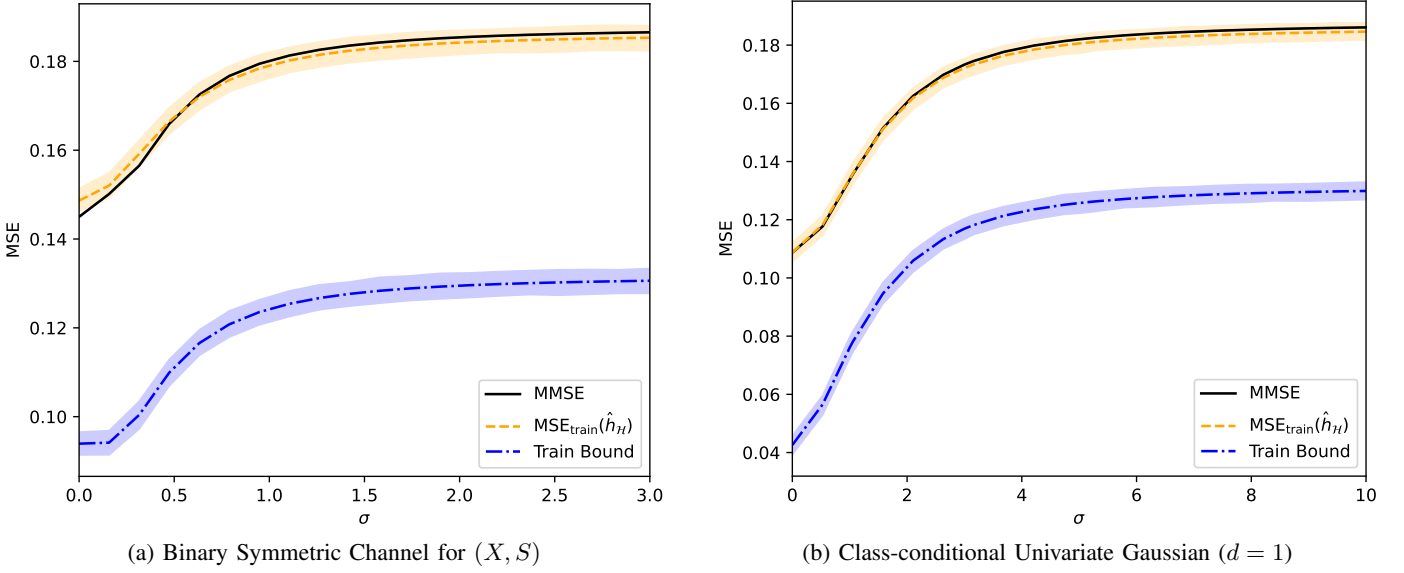 0.18
0.16
0.14
0.12
0.10
MSE
0.0
0.5
1.0
1.5
2.0
2.5
3.0
σ
MMSE
MSE_train(ĥ_ℋ)
Train Bound
(a) Binary Symmetric Channel for (X, S)
0.18
0.16
0.14
0.12
0.10
0.08
0.06
0.04
MSE
0
2
4
6
8
10
σ
MMSE
MSE_train(ĥ_ℋ)
Train Bound
(b) Class-conditional Univariate Gaussian (d = 1)